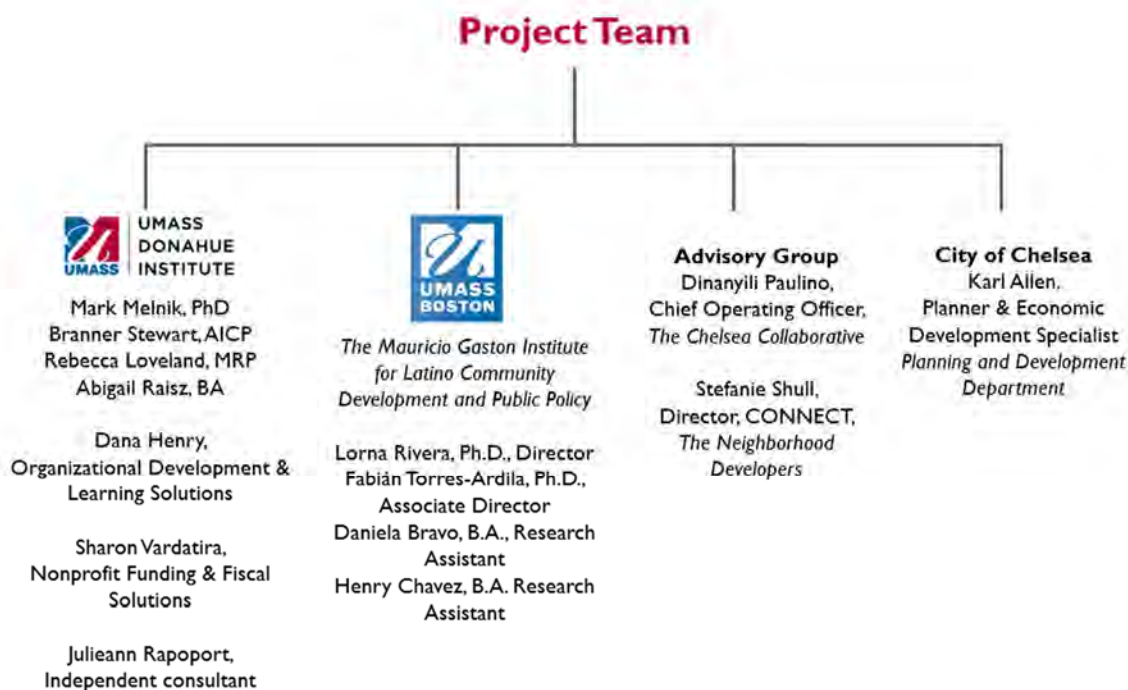 Project Team
UMASS
UMASS
DONAHUE
INSTITUTE
Mark Melnik, PhD
Branner Stewart, AICP
Rebecca Loveland, MRP
Abigail Raisz, BA
Dana Henry,
Organizational Development &
Learning Solutions
Sharon Vardatira,
Nonprofit Funding & Fiscal
Solutions
Julieann Rapoport,
Independent consultant
UMASS
BOSTON
The Mauricio Gaston Institute
for Latino Community
Development and Public Policy
Lorna Rivera, Ph.D., Director
Fabián Torres-Ardila, Ph.D.,
Associate Director
Daniela Bravo, B.A., Research
Assistant
Henry Chavez, B.A. Research
Assistant
Advisory Group
Dinanyili Paulino,
Chief Operating Officer,
The Chelsea Collaborative
Stefanie Shull,
Director, CONNECT,
The Neighborhood
Developers
City of Chelsea
Karl Allen,
Planner & Economic
Development Specialist
Planning and Development
Department